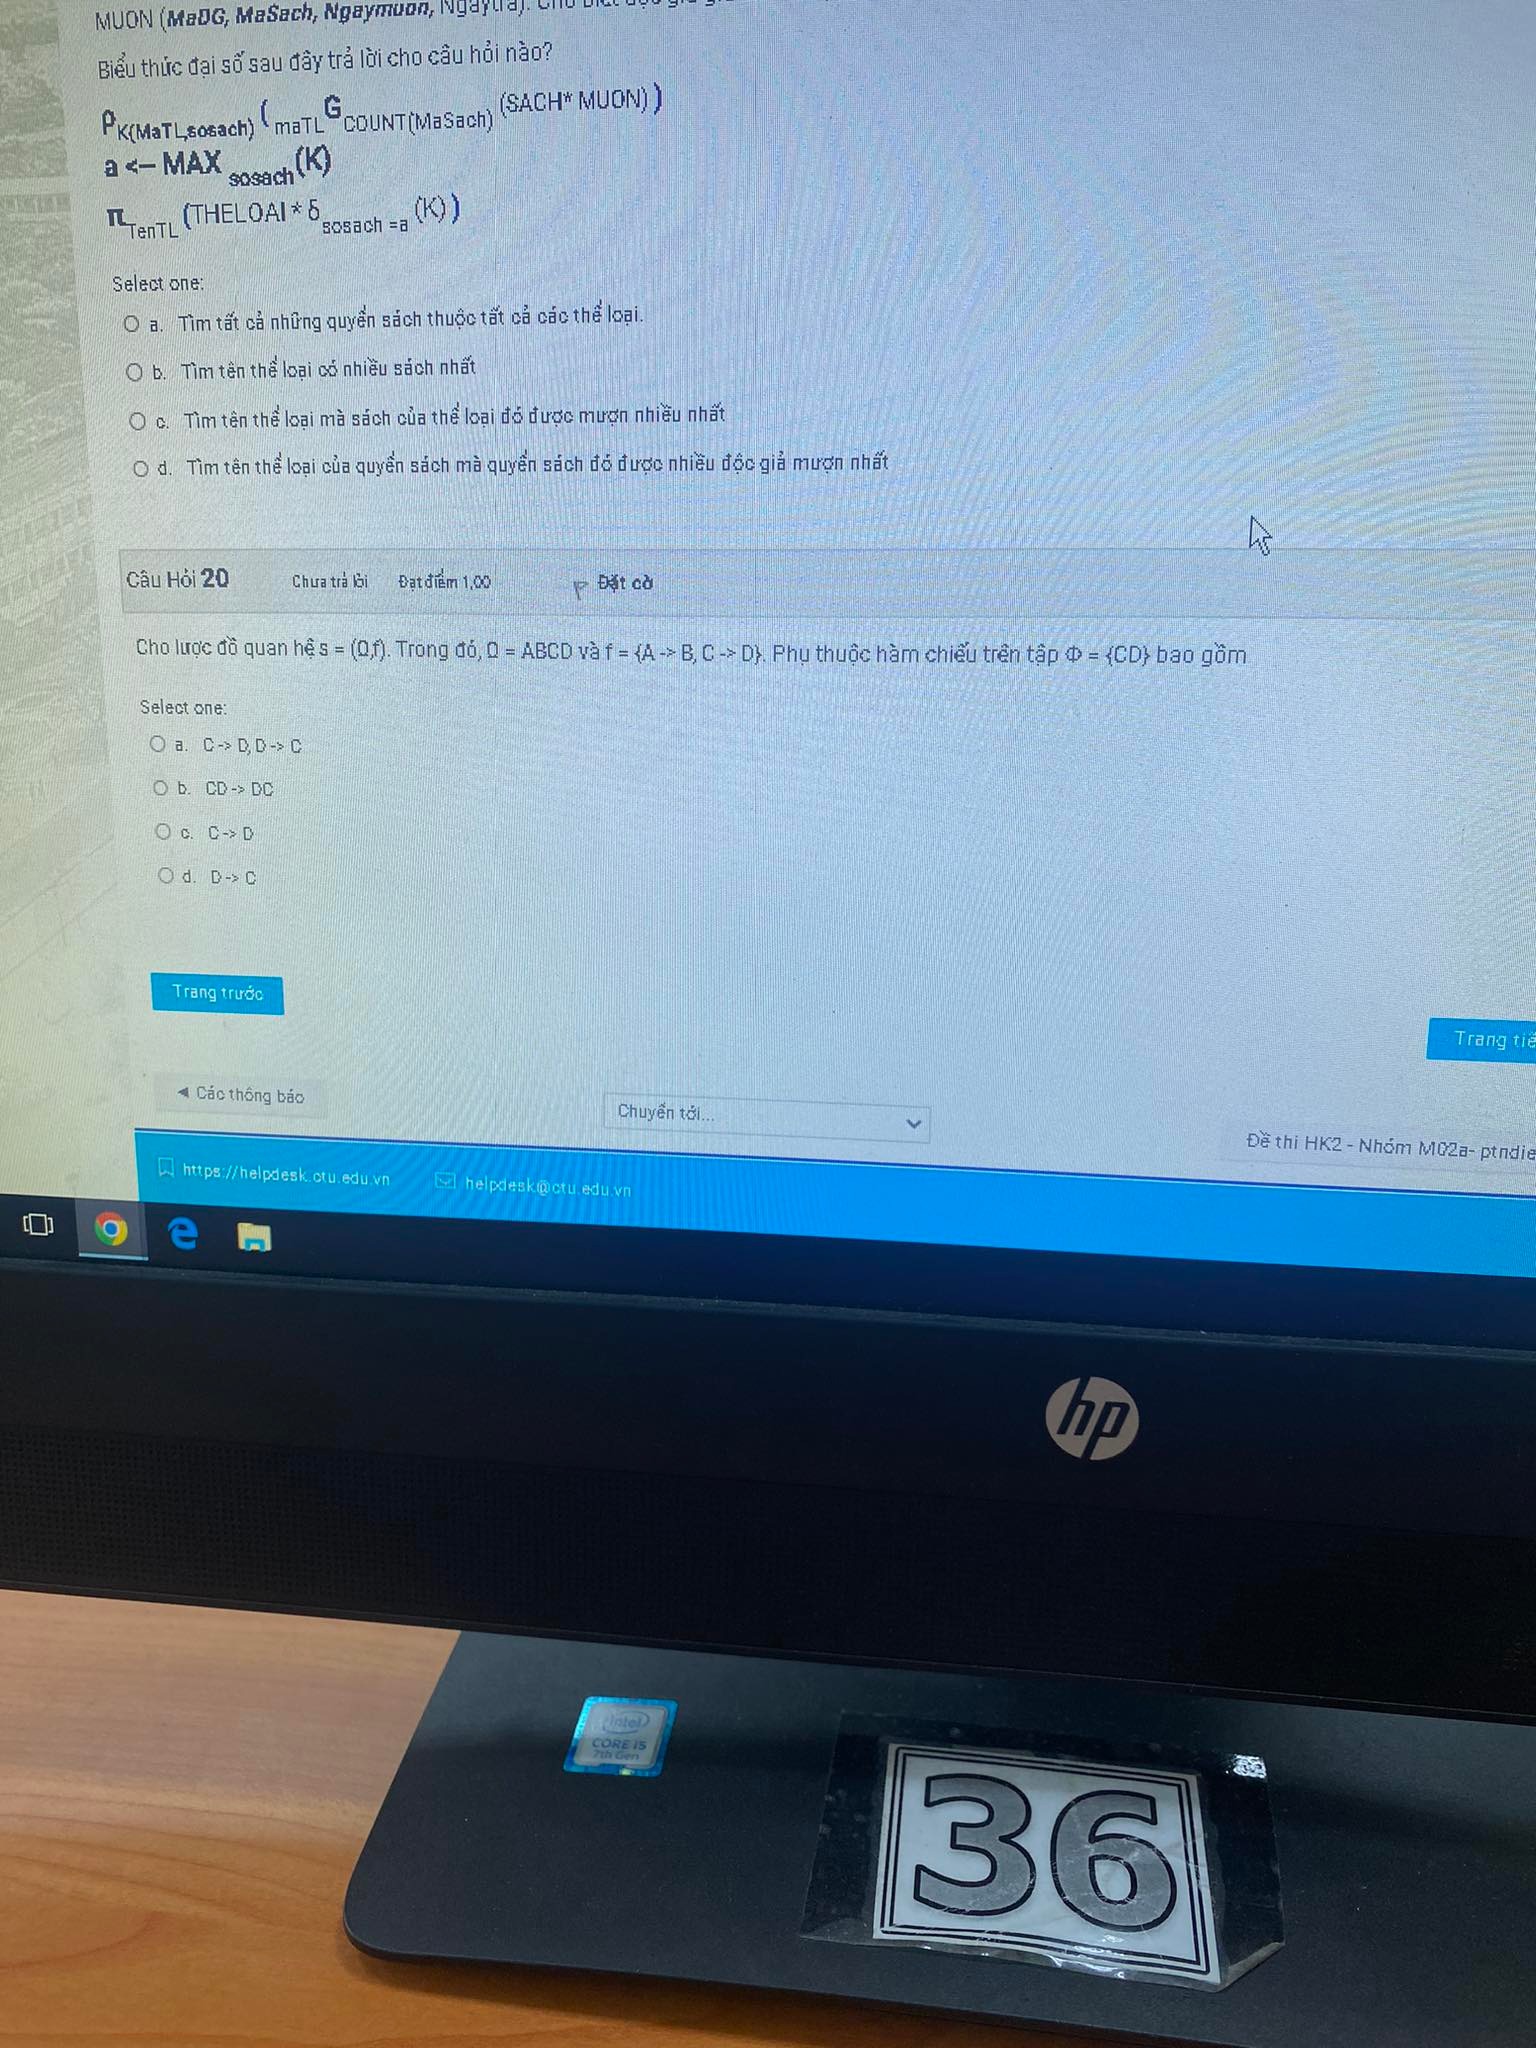 MUON (MaDG, MaSach, Ngaymuon, Ngaytra). Cho biết
Biểu thức đại số sau đây trả lời cho câu hỏi nào?
ρK(MaTL,sosach) ( maTL G COUNT(MaSach) (SACH* MUON) )
a <-- MAX sosach(K)
πTenTL (THELOAI * δ sosach =a (K) )
Select one:
a. Tìm tất cả những quyển sách thuộc tất cả các thể loại.
b. Tìm tên thể loại có nhiều sách nhất
c. Tìm tên thể loại mà sách của thể loại đó được mượn nhiều nhất
d. Tìm tên thể loại của quyển sách mà quyển sách đó được nhiều độc giả mượn nhất
Câu Hỏi 20 Chưa trả lời Đạt điểm 1,00 Đặt cờ
Cho lược đồ quan hệ s = (Ω,f). Trong đó, Ω = ABCD và f = {A -> B, C -> D}. Phụ thuộc hàm chiếu trên tập Φ = {CD} bao gồm
Select one:
a. C -> D, D -> C
b. CD -> DC
c. C -> D
d. D -> C
Trang trước
Trang tiế
◄ Các thông báo
Chuyển tới...
Đề thi HK2 - Nhóm M02a- ptndie
https://helpdesk.ctu.edu.vn helpdesk@ctu.edu.vn
hp
intel
CORE i5
7th Gen
36